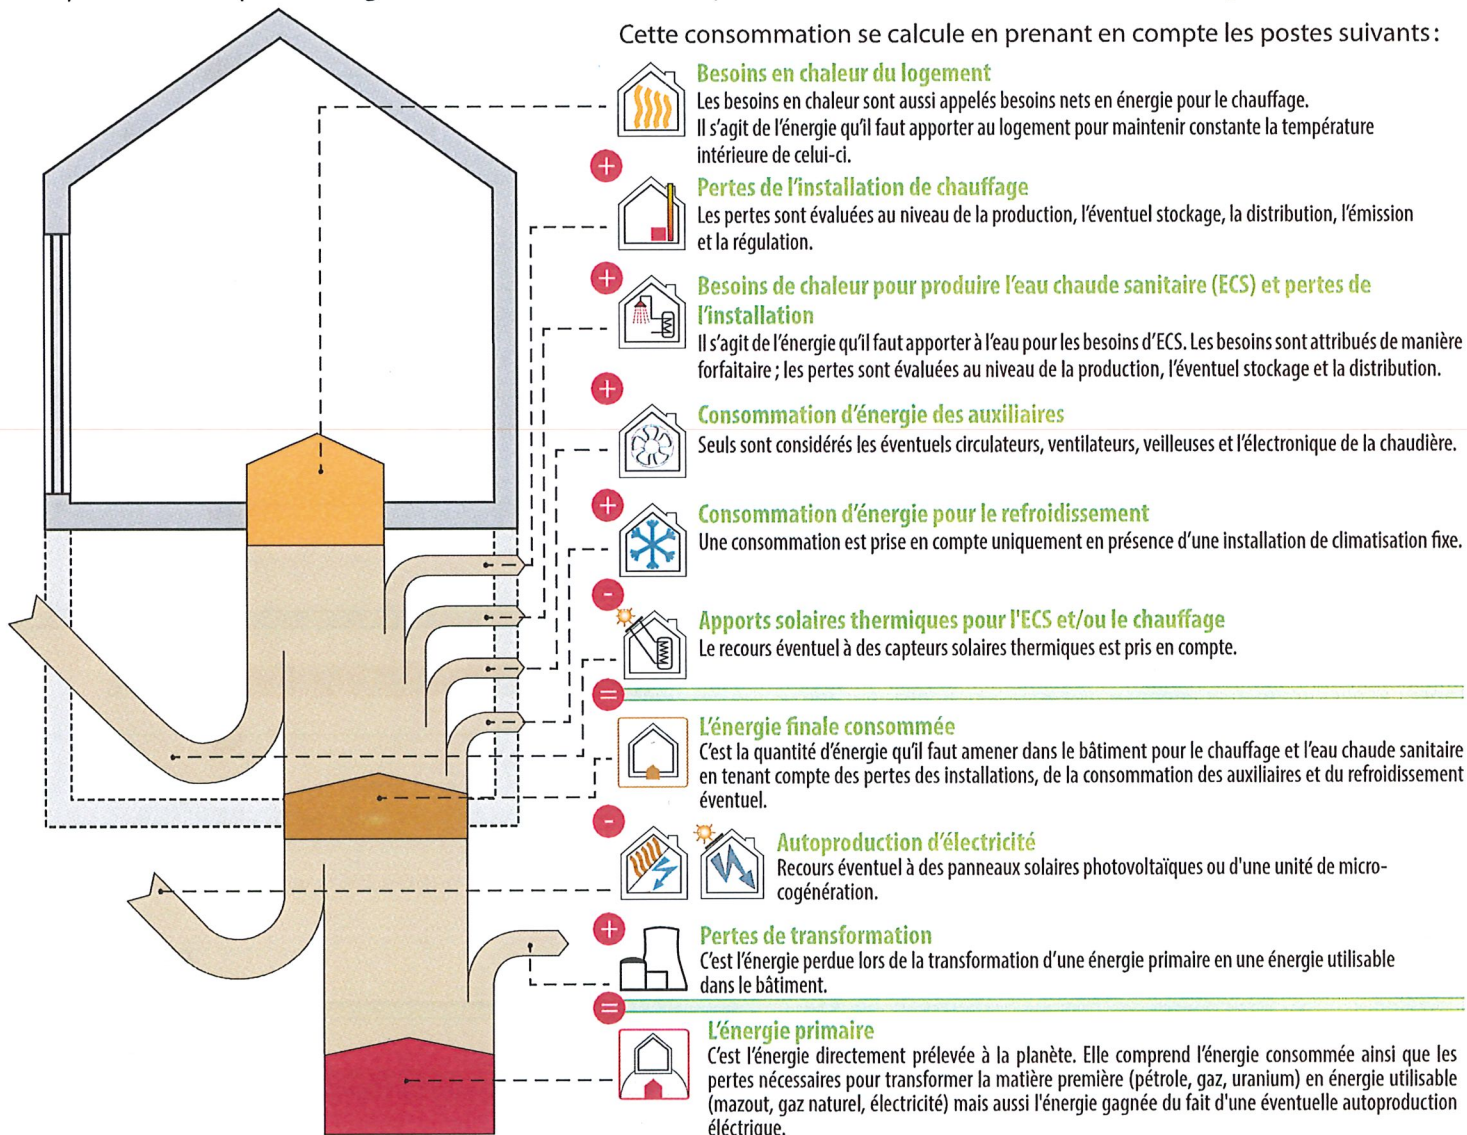 Cette consommation se calcule en prenant en compte les postes suivants :
Besoins en chaleur du logement
Les besoins en chaleur sont aussi appelés besoins nets en énergie pour le chauffage.
Il s'agit de l'énergie qu'il faut apporter au logement pour maintenir constante la température
intérieure de celui-ci.
+
Pertes de l'installation de chauffage
Les pertes sont évaluées au niveau de la production, l'éventuel stockage, la distribution, l'émission
et la régulation.
+
Besoins de chaleur pour produire l'eau chaude sanitaire (ECS) et pertes de
l'installation
Il s'agit de l'énergie qu'il faut apporter à l'eau pour les besoins d'ECS. Les besoins sont attribués de manière
forfaitaire ; les pertes sont évaluées au niveau de la production, l'éventuel stockage et la distribution.
+
Consommation d'énergie des auxiliaires
Seuls sont considérés les éventuels circulateurs, ventilateurs, veilleuses et l'électronique de la chaudière.
+
Consommation d'énergie pour le refroidissement
Une consommation est prise en compte uniquement en présence d'une installation de climatisation fixe.
-
Apports solaires thermiques pour l'ECS et/ou le chauffage
Le recours éventuel à des capteurs solaires thermiques est pris en compte.
=
L'énergie finale consommée
C'est la quantité d'énergie qu'il faut amener dans le bâtiment pour le chauffage et l'eau chaude sanitaire
en tenant compte des pertes des installations, de la consommation des auxiliaires et du refroidissement
éventuel.
-
Autoproduction d'électricité
Recours éventuel à des panneaux solaires photovoltaïques ou d'une unité de micro-
cogénération.
+
Pertes de transformation
C'est l'énergie perdue lors de la transformation d'une énergie primaire en une énergie utilisable
dans le bâtiment.
=
L'énergie primaire
C'est l'énergie directement prélevée à la planète. Elle comprend l'énergie consommée ainsi que les
pertes nécessaires pour transformer la matière première (pétrole, gaz, uranium) en énergie utilisable
(mazout, gaz naturel, électricité) mais aussi l'énergie gagnée du fait d'une éventuelle autoproduction
éléctrique.